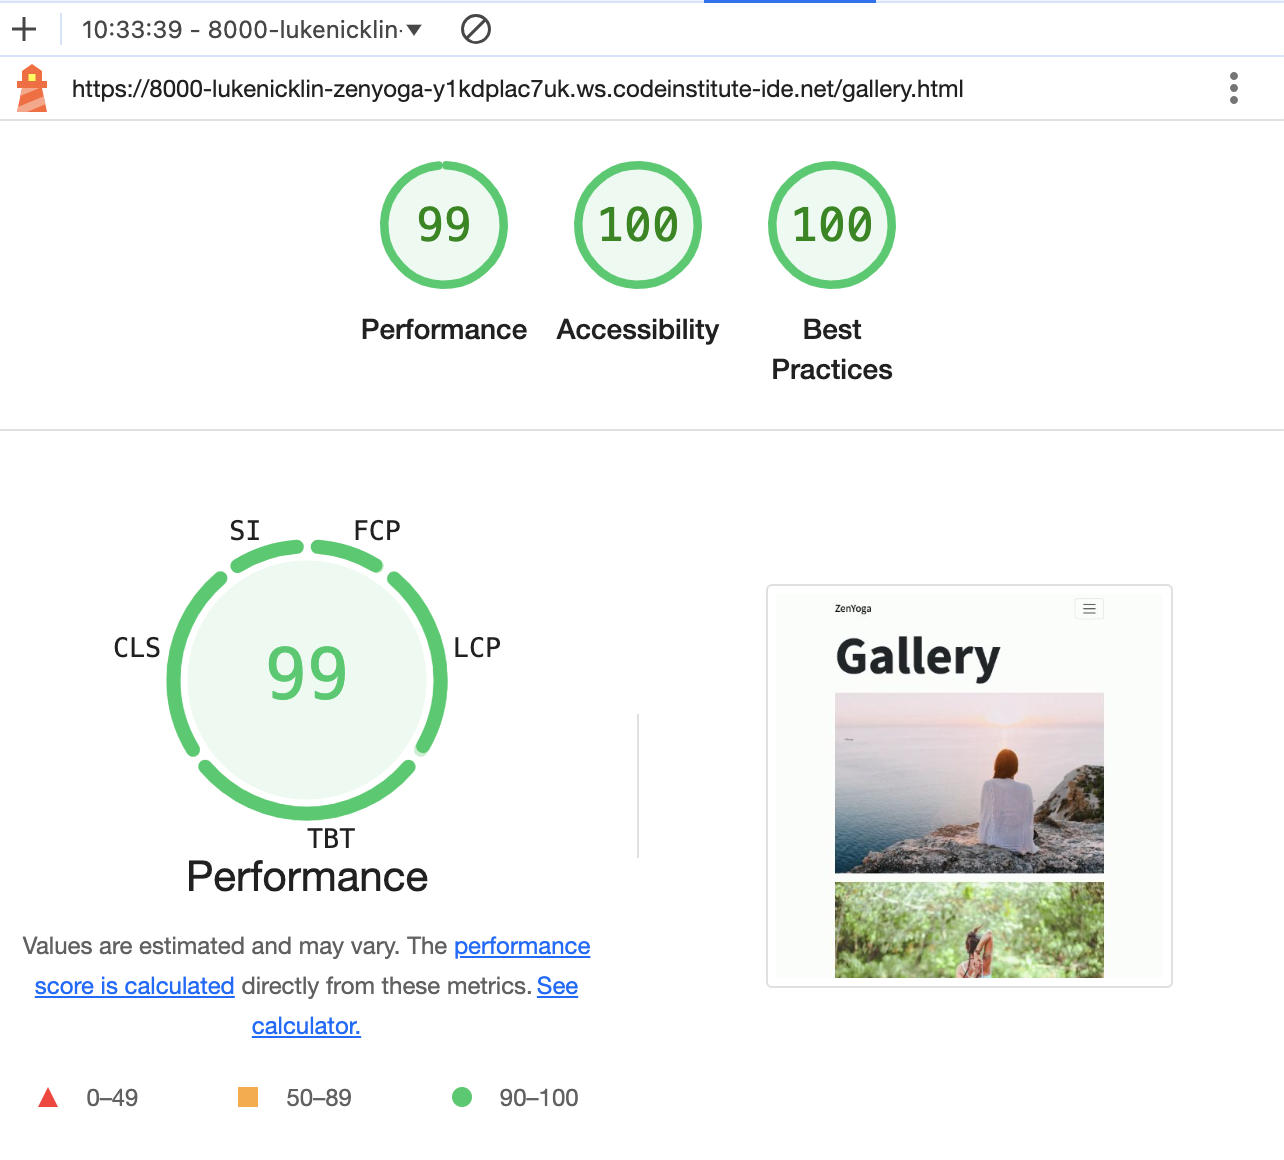 10:33:39 - 8000-lukenicklin-
https://8000-lukenicklin-zenyoga-y1kdplac7uk.ws.codeinstitute-ide.net/gallery.html
99
100
100
Performance
Accessibility
Best
Practices
SI
FCP
CLS
LCP
99
TBT
Performance
Values are estimated and may vary. The performance
score is calculated directly from these metrics. See
calculator.
0–49
50–89
90–100
ZenYoga
Gallery